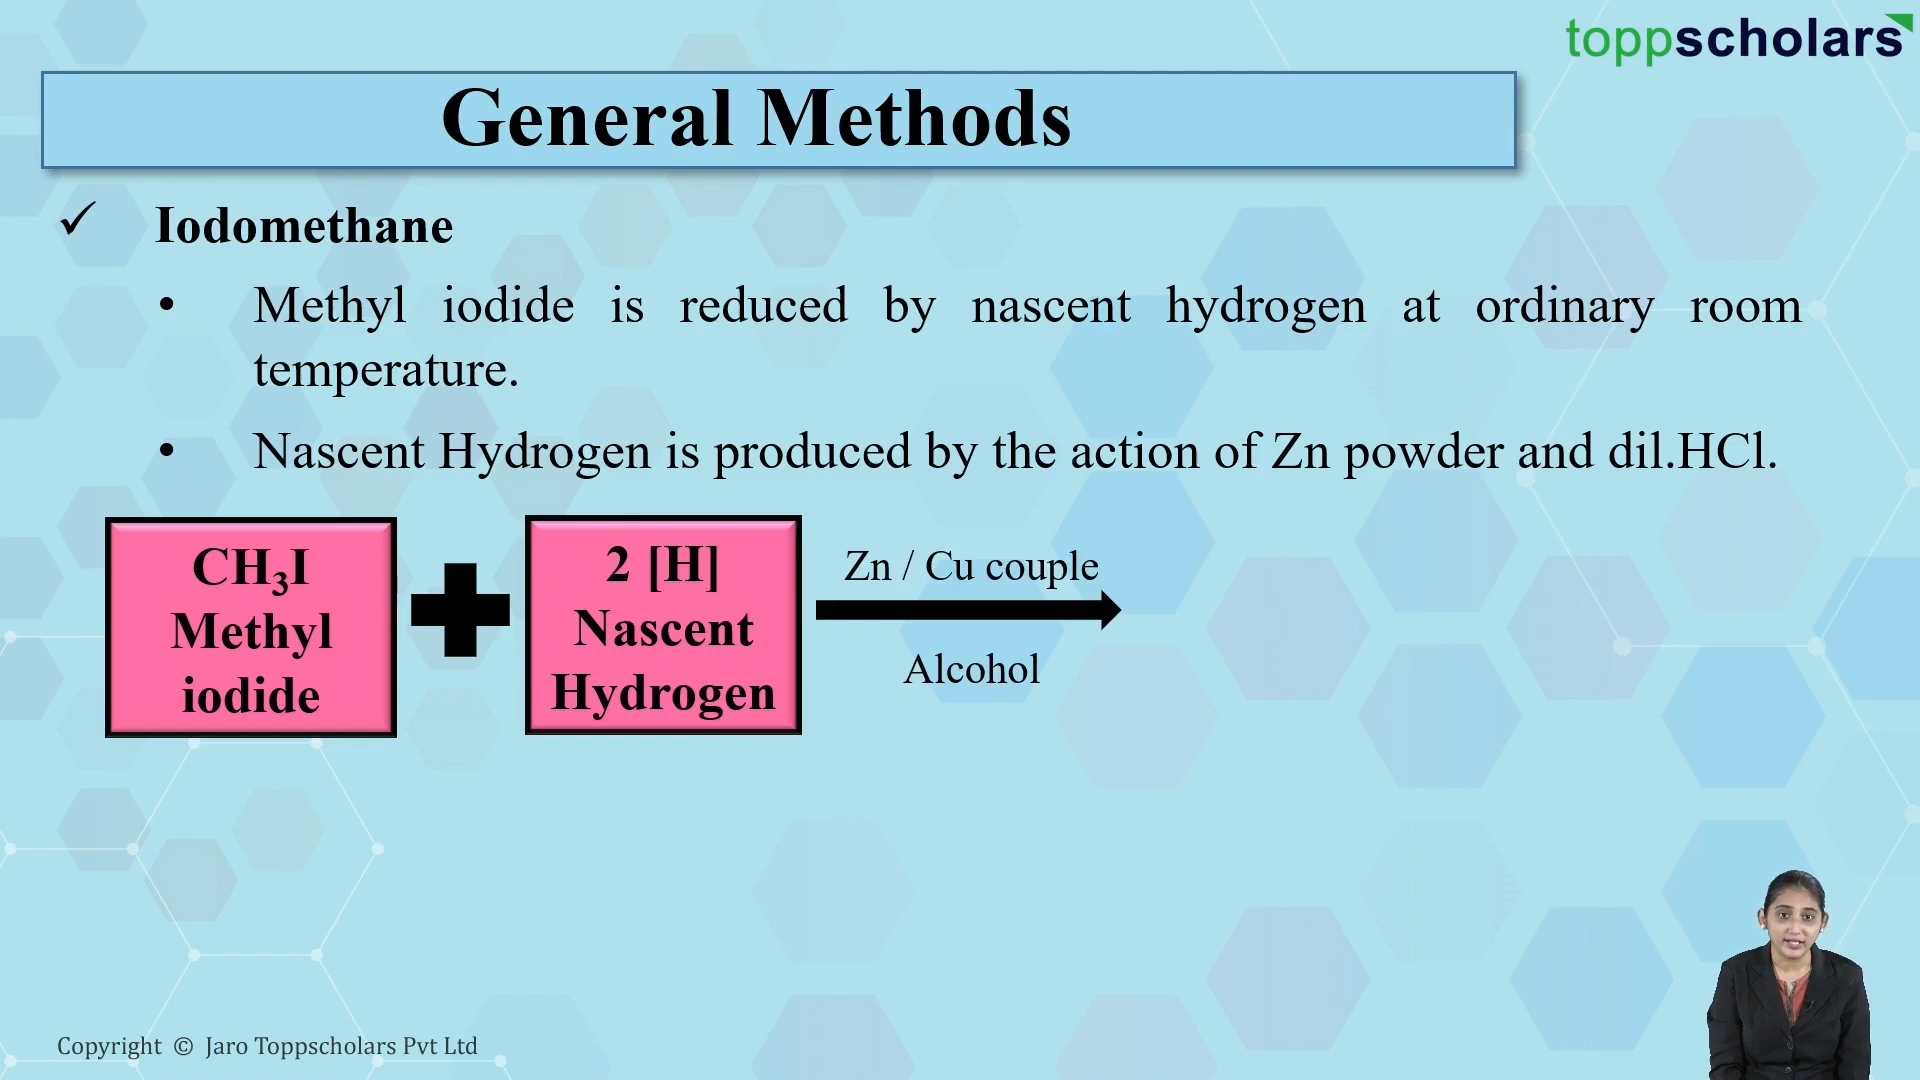 toppscholars
General Methods
✓ Iodomethane
• Methyl iodide is reduced by nascent hydrogen at ordinary room
temperature.
• Nascent Hydrogen is produced by the action of Zn powder and dil.HCl.
CH₃I
Methyl
iodide
2 [H]
Nascent
Hydrogen
Zn / Cu couple
Alcohol
Copyright © Jaro Toppscholars Pvt Ltd